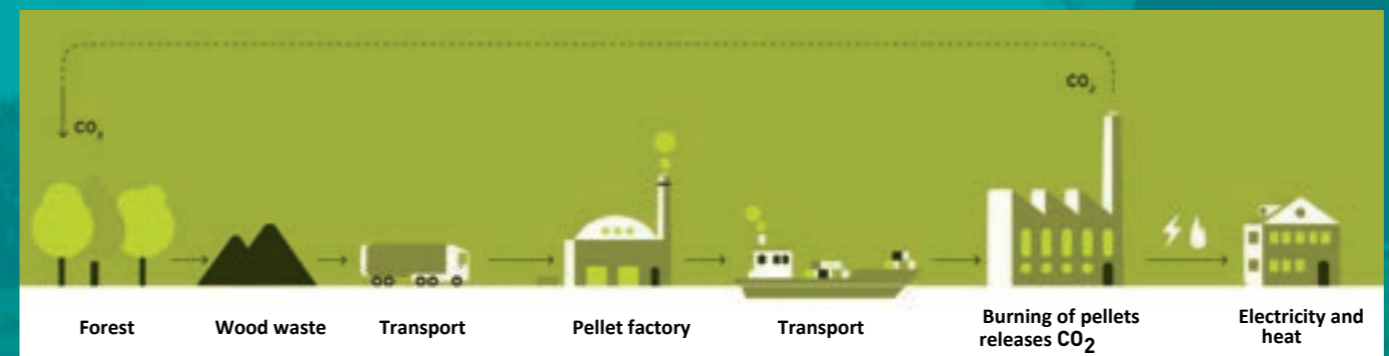 CO₂
CO₂
Forest
Wood waste
Transport
Pellet factory
Transport
Burning of pellets
releases CO₂
Electricity and
heat